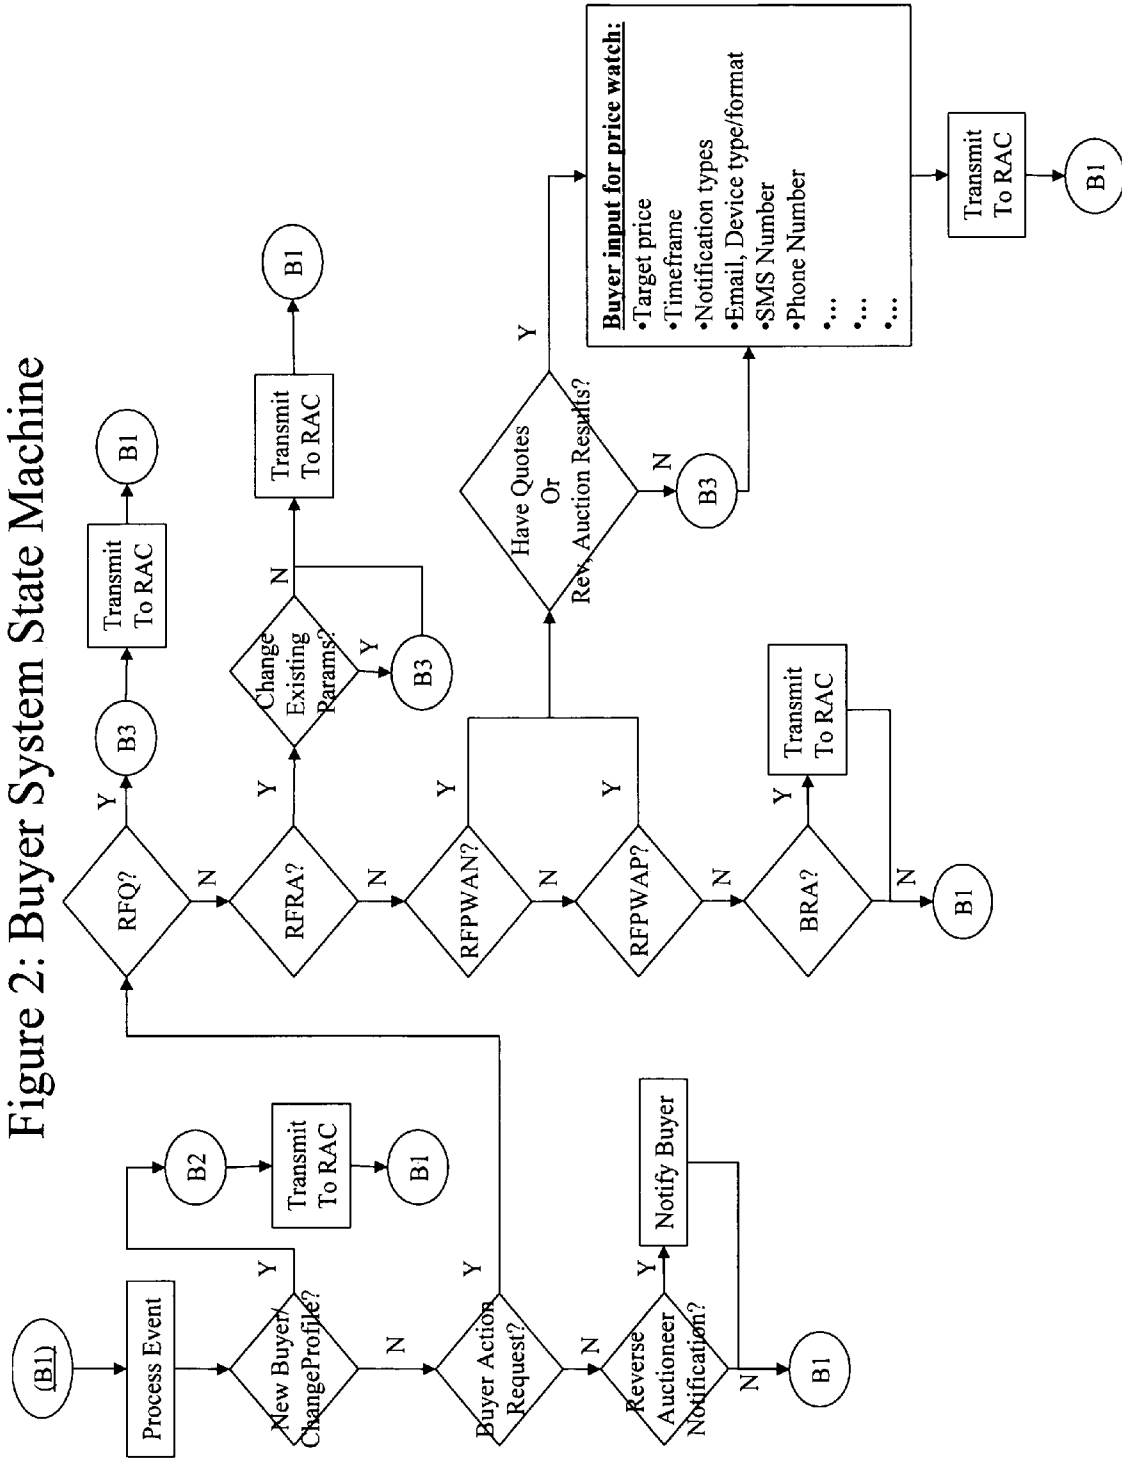 Figure 2: Buyer System State Machine
(B1)
Process Event
New Buyer/
ChangeProfile?
Y
B2
Transmit
To RAC
B1
N
Buyer Action
Request?
Y
N
Reverse
Auctioneer
Notification?
Y
Notify Buyer
N
B1
RFQ?
Y
B3
Transmit
To RAC
B1
N
RFRA?
Y
Change
Existing
Params?
N
Transmit
To RAC
B1
Y
B3
N
RFPWAN?
Y
N
RFPWAP?
Y
Have Quotes
Or
Rev, Auction Results?
Y
N
B3
Buyer input for price watch:
•Target price
•Timeframe
•Notification types
•Email, Device type/format
•SMS Number
•Phone Number
•...
•...
•...
Transmit
To RAC
B1
N
BRA?
Y
Transmit
To RAC
N
B1